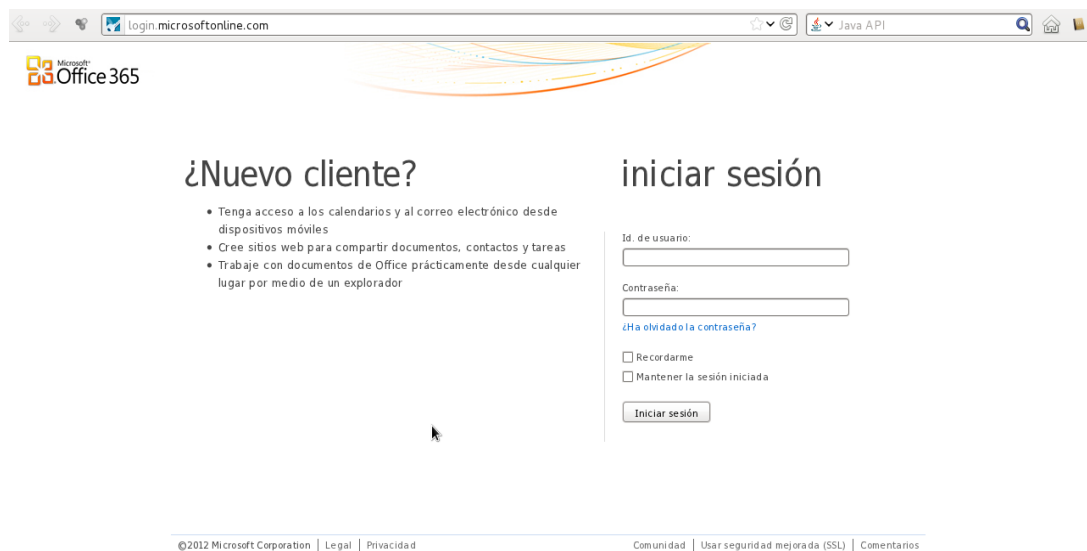 login.microsoftonline.com
Java API
Microsoft
Office 365
¿Nuevo cliente?
Tenga acceso a los calendarios y al correo electrónico desde
dispositivos móviles
Cree sitios web para compartir documentos, contactos y tareas
Trabaje con documentos de Office prácticamente desde cualquier
lugar por medio de un explorador
iniciar sesión
Id. de usuario:
Contraseña:
¿Ha olvidado la contraseña?
Recordarme
Mantener la sesión iniciada
Iniciar sesión
©2012 Microsoft Corporation | Legal | Privacidad
Comunidad | Usar seguridad mejorada (SSL) | Comentarios